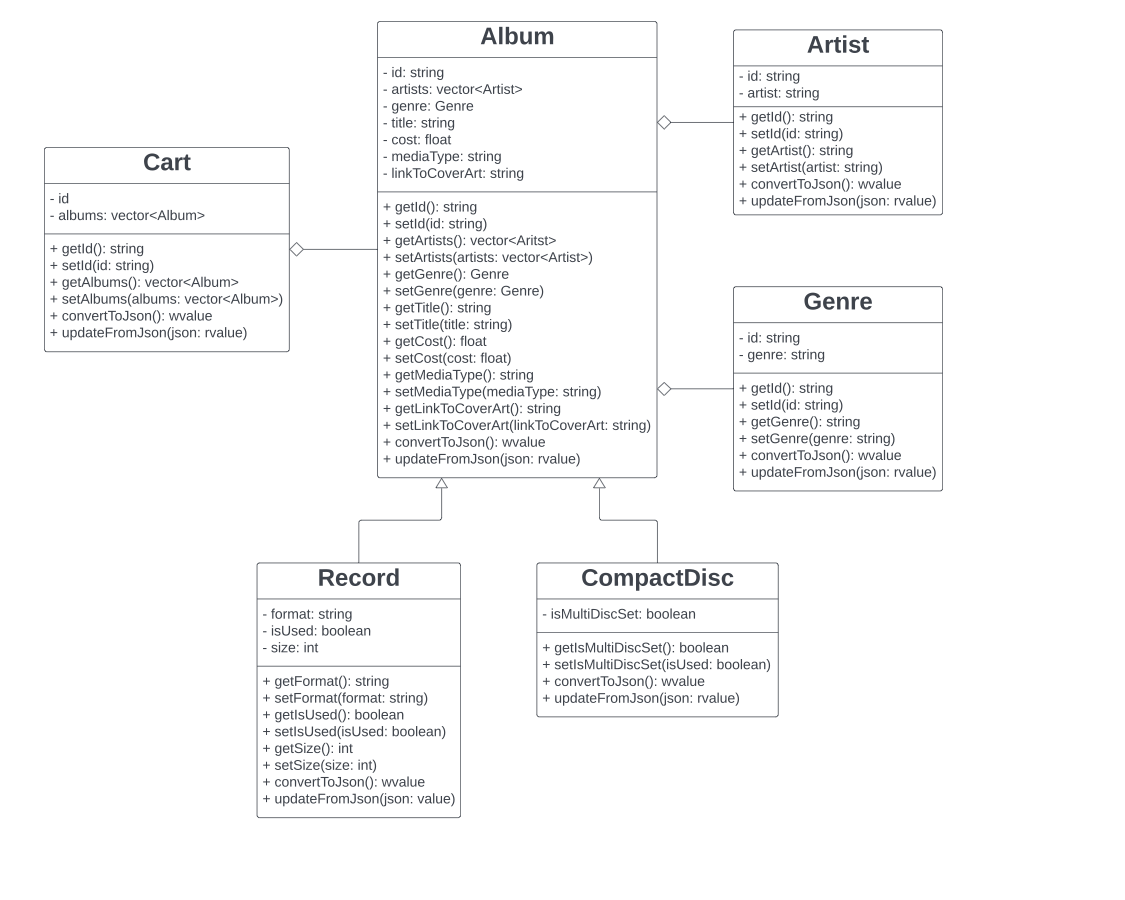 Album
- id: string
- artists: vector<Artist>
- genre: Genre
- title: string
- cost: float
- mediaType: string
- linkToCoverArt: string
+ getId(): string
+ setId(id: string)
+ getArtists(): vector<Aritst>
+ setArtists(artists: vector<Artist>)
+ getGenre(): Genre
+ setGenre(genre: Genre)
+ getTitle(): string
+ setTitle(title: string)
+ getCost(): float
+ setCost(cost: float)
+ getMediaType(): string
+ setMediaType(mediaType: string)
+ getLinkToCoverArt(): string
+ setLinkToCoverArt(linkToCoverArt: string)
+ convertToJson(): wvalue
+ updateFromJson(json: rvalue)
Artist
- id: string
- artist: string
+ getId(): string
+ setId(id: string)
+ getArtist(): string
+ setArtist(artist: string)
+ convertToJson(): wvalue
+ updateFromJson(json: rvalue)
Cart
- id
- albums: vector<Album>
+ getId(): string
+ setId(id: string)
+ getAlbums(): vector<Album>
+ setAlbums(albums: vector<Album>)
+ convertToJson(): wvalue
+ updateFromJson(json: rvalue)
Genre
- id: string
- genre: string
+ getId(): string
+ setId(id: string)
+ getGenre(): string
+ setGenre(genre: string)
+ convertToJson(): wvalue
+ updateFromJson(json: rvalue)
Record
- format: string
- isUsed: boolean
- size: int
+ getFormat(): string
+ setFormat(format: string)
+ getIsUsed(): boolean
+ setIsUsed(isUsed: boolean)
+ getSize(): int
+ setSize(size: int)
+ convertToJson(): wvalue
+ updateFromJson(json: value)
CompactDisc
- isMultiDiscSet: boolean
+ getIsMultiDiscSet(): boolean
+ setIsMultiDiscSet(isUsed: boolean)
+ convertToJson(): wvalue
+ updateFromJson(json: rvalue)